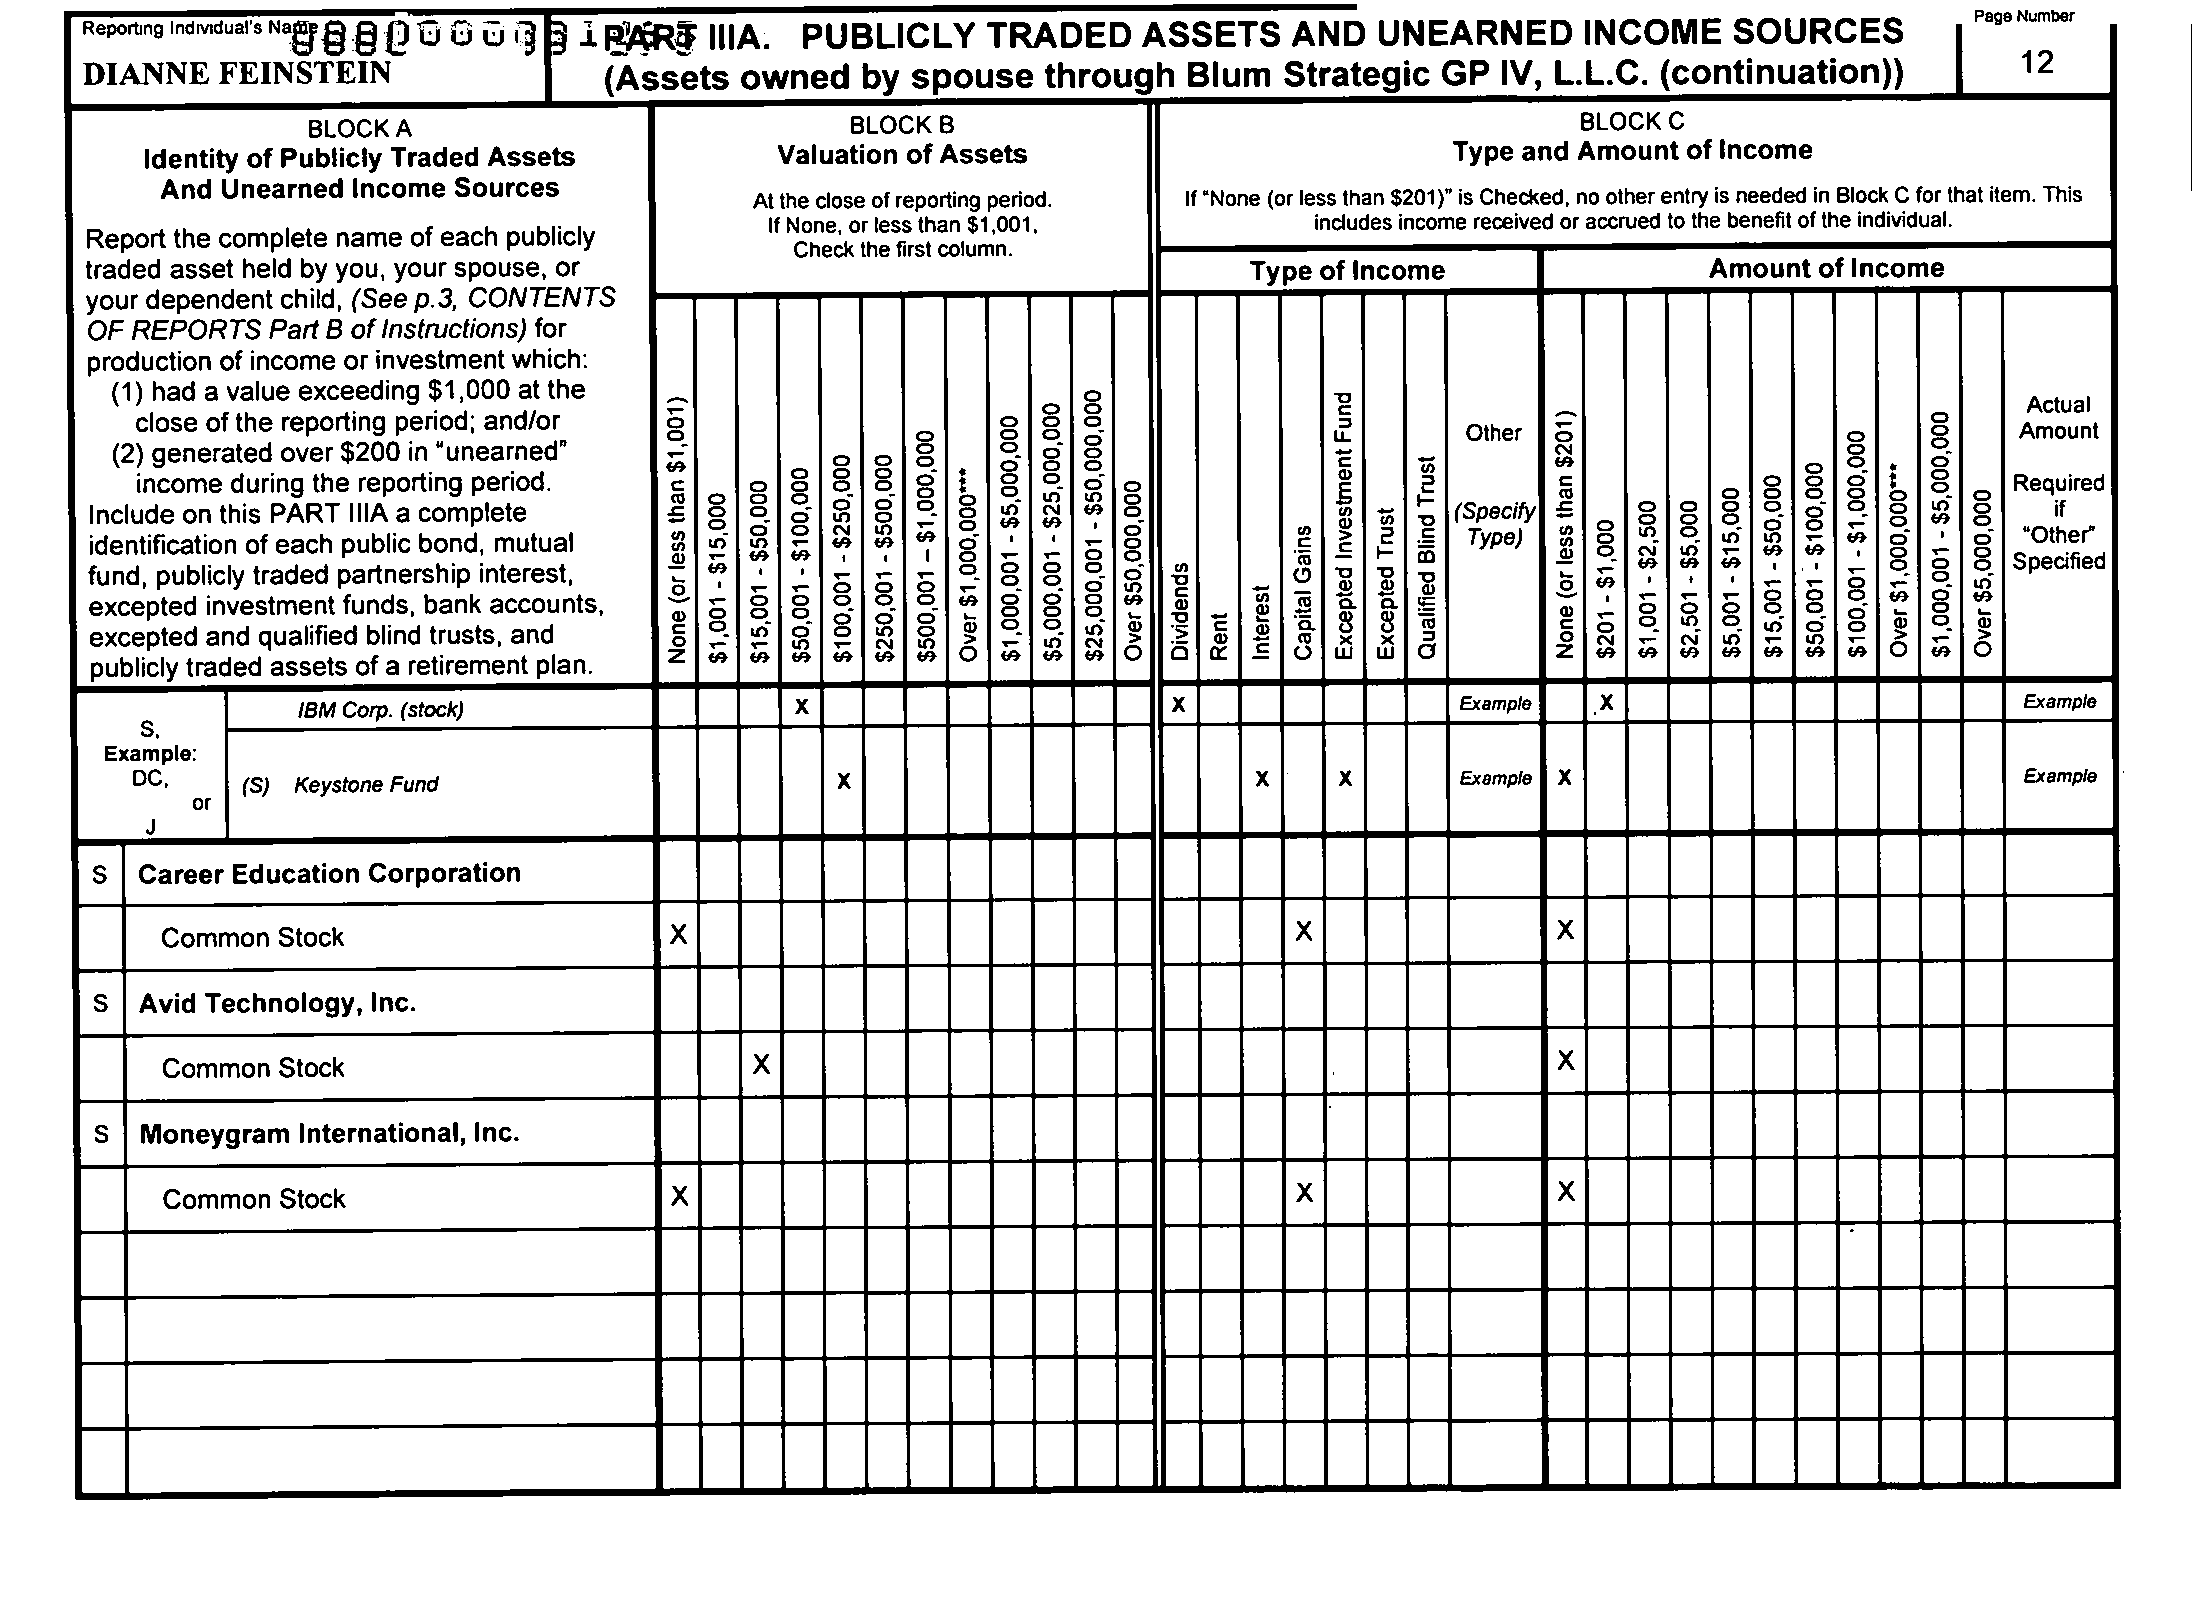 Reporting Individual's Name
DIANNE FEINSTEIN
PART IIIA. PUBLICLY TRADED ASSETS AND UNEARNED INCOME SOURCES
(Assets owned by spouse through Blum Strategic GP IV, L.L.C. (continuation))
Page Number
12
BLOCK A
Identity of Publicly Traded Assets
And Unearned Income Sources
Report the complete name of each publicly
traded asset held by you, your spouse, or
your dependent child, (See p.3, CONTENTS
OF REPORTS Part B of Instructions) for
production of income or investment which:
(1) had a value exceeding $1,000 at the
close of the reporting period; and/or
(2) generated over $200 in "unearned"
income during the reporting period.
Include on this PART IIIA a complete
identification of each public bond, mutual
fund, publicly traded partnership interest,
excepted investment funds, bank accounts,
excepted and qualified blind trusts, and
publicly traded assets of a retirement plan.
BLOCK B
Valuation of Assets
At the close of reporting period.
If None, or less than $1,001,
Check the first column.
None (or less than $1,001)
$1,001 - $15,000
$15,001 - $50,000
$50,001 - $100,000
$100,001 - $250,000
$250,001 - $500,000
$500,001 – $1,000,000
Over $1,000,000***
$1,000,001 - $5,000,000
$5,000,001 - $25,000,000
$25,000,001 - $50,000,000
Over $50,000,000
BLOCK C
Type and Amount of Income
If "None (or less than $201)" is Checked, no other entry is needed in Block C for that item. This
includes income received or accrued to the benefit of the individual.
Type of Income
Dividends
Rent
Interest
Capital Gains
Excepted Investment Fund
Excepted Trust
Qualified Blind Trust
Other
(Specify
Type)
Amount of Income
None (or less than $201)
$201 - $1,000
$1,001 - $2,500
$2,501 - $5,000
$5,001 - $15,000
$15,001 - $50,000
$50,001 - $100,000
$100,001 - $1,000,000
Over $1,000,000***
$1,000,001 - $5,000,000
Over $5,000,000
Actual
Amount
Required
if
"Other"
Specified
S,
Example:
DC,
or
J
IBM Corp. (stock) X X Example X Example
(S) Keystone Fund X X X Example X Example
S Career Education Corporation
Common Stock X X X
S Avid Technology, Inc.
Common Stock X X
S Moneygram International, Inc.
Common Stock X X X